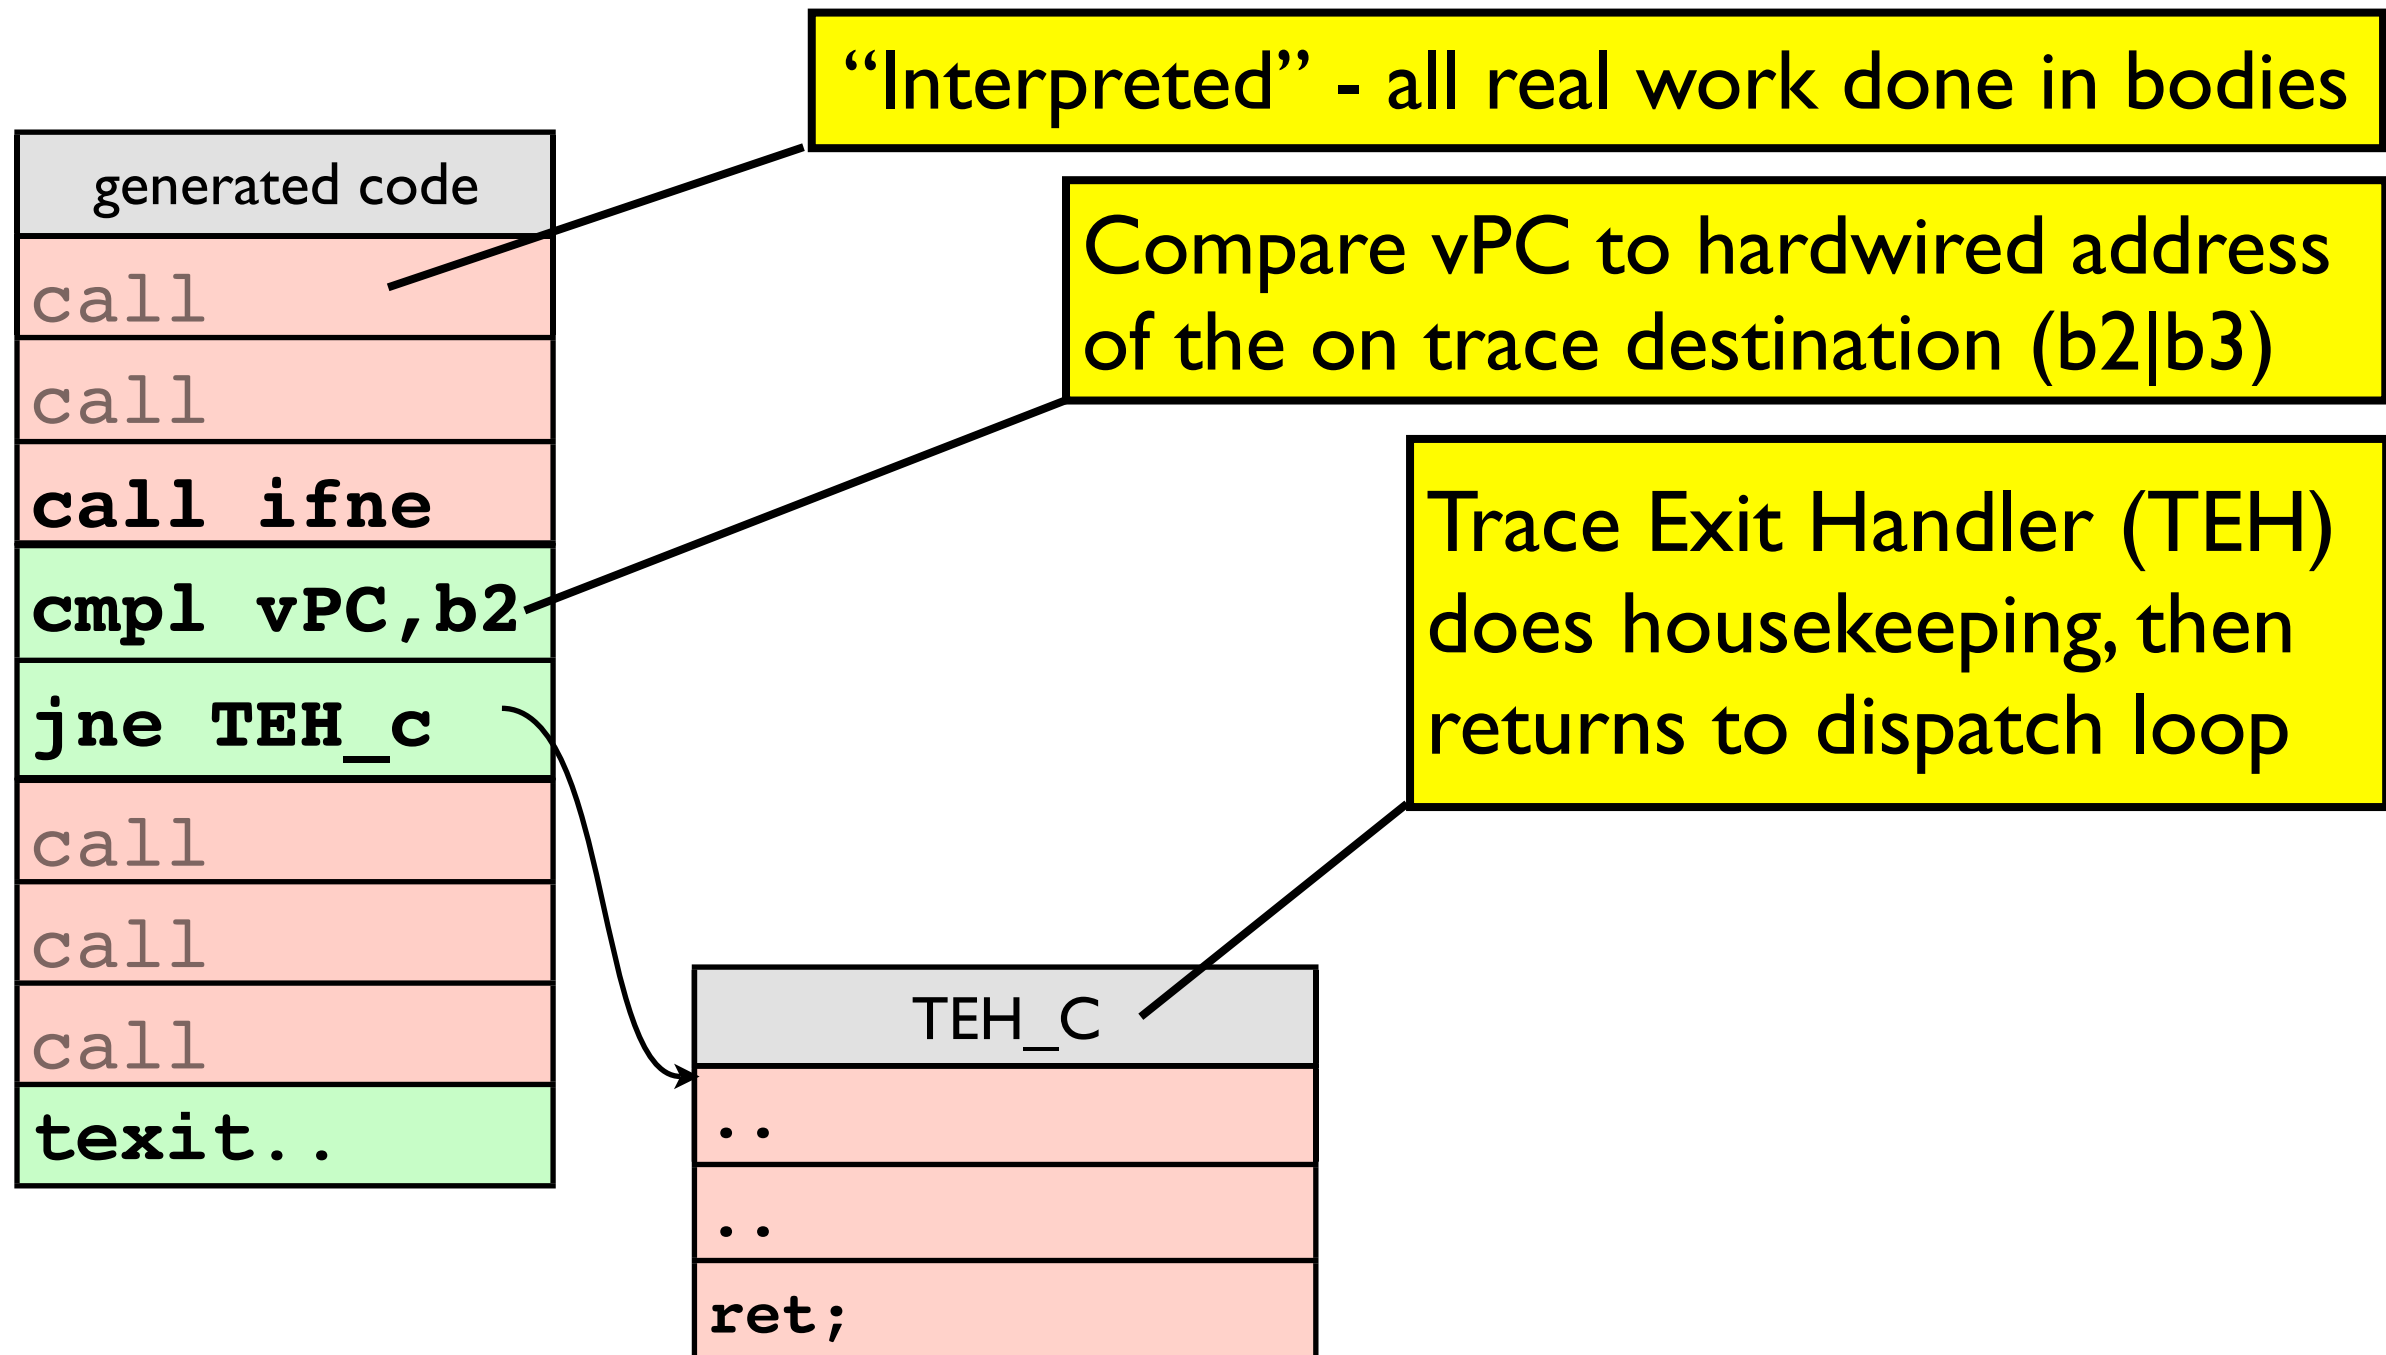 “Interpreted” - all real work done in bodies
generated code
call
call
call ifne
cmpl vPC,b2
jne TEH_c
call
call
call
texit..
Compare vPC to hardwired address
of the on trace destination (b2|b3)
Trace Exit Handler (TEH)
does housekeeping, then
returns to dispatch loop
TEH_C
..
..
ret;